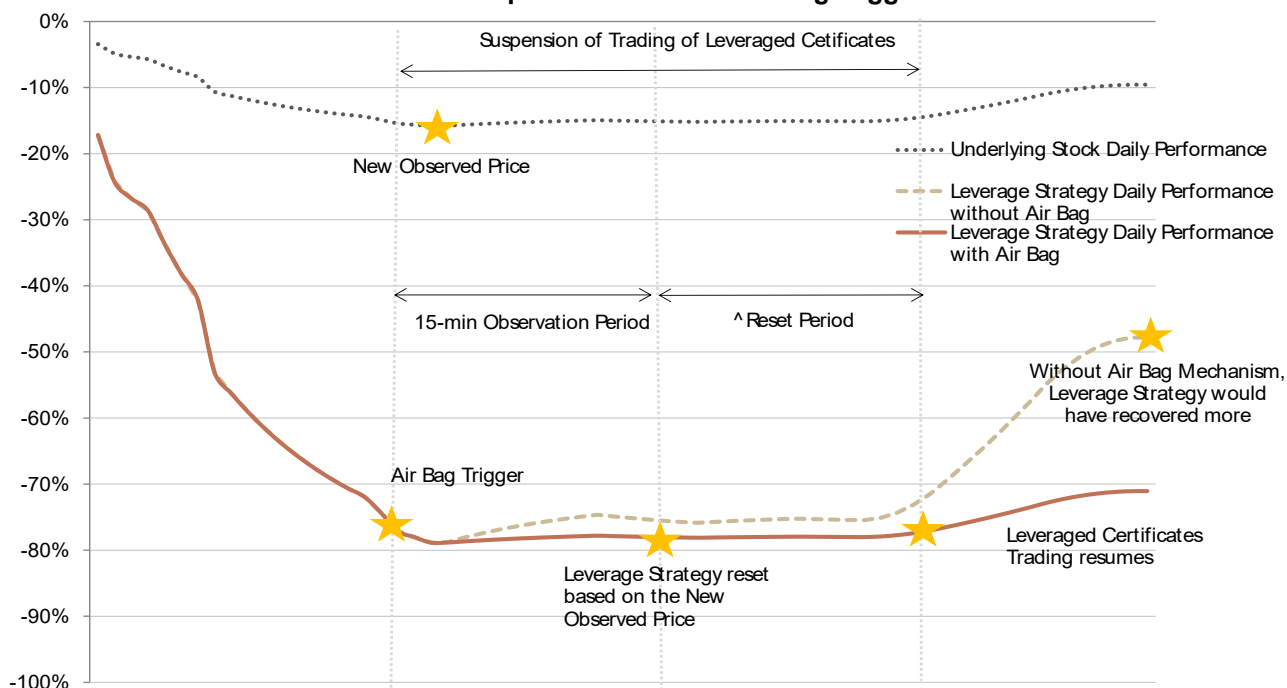 0%
Suspension of Trading of Leveraged Cetificates
-10%
New Observed Price
-20%
Underlying Stock Daily Performance
Leverage Strategy Daily Performance
without Air Bag
Leverage Strategy Daily Performance
with Air Bag
-30%
-40%
15-min Observation Period
^Reset Period
-50%
Without Air Bag Mechanism,
Leverage Strategy would
have recovered more
-60%
Air Bag Trigger
-70%
-80%
Leveraged Certificates
Trading resumes
Leverage Strategy reset
based on the New
Observed Price
-90%
-100%